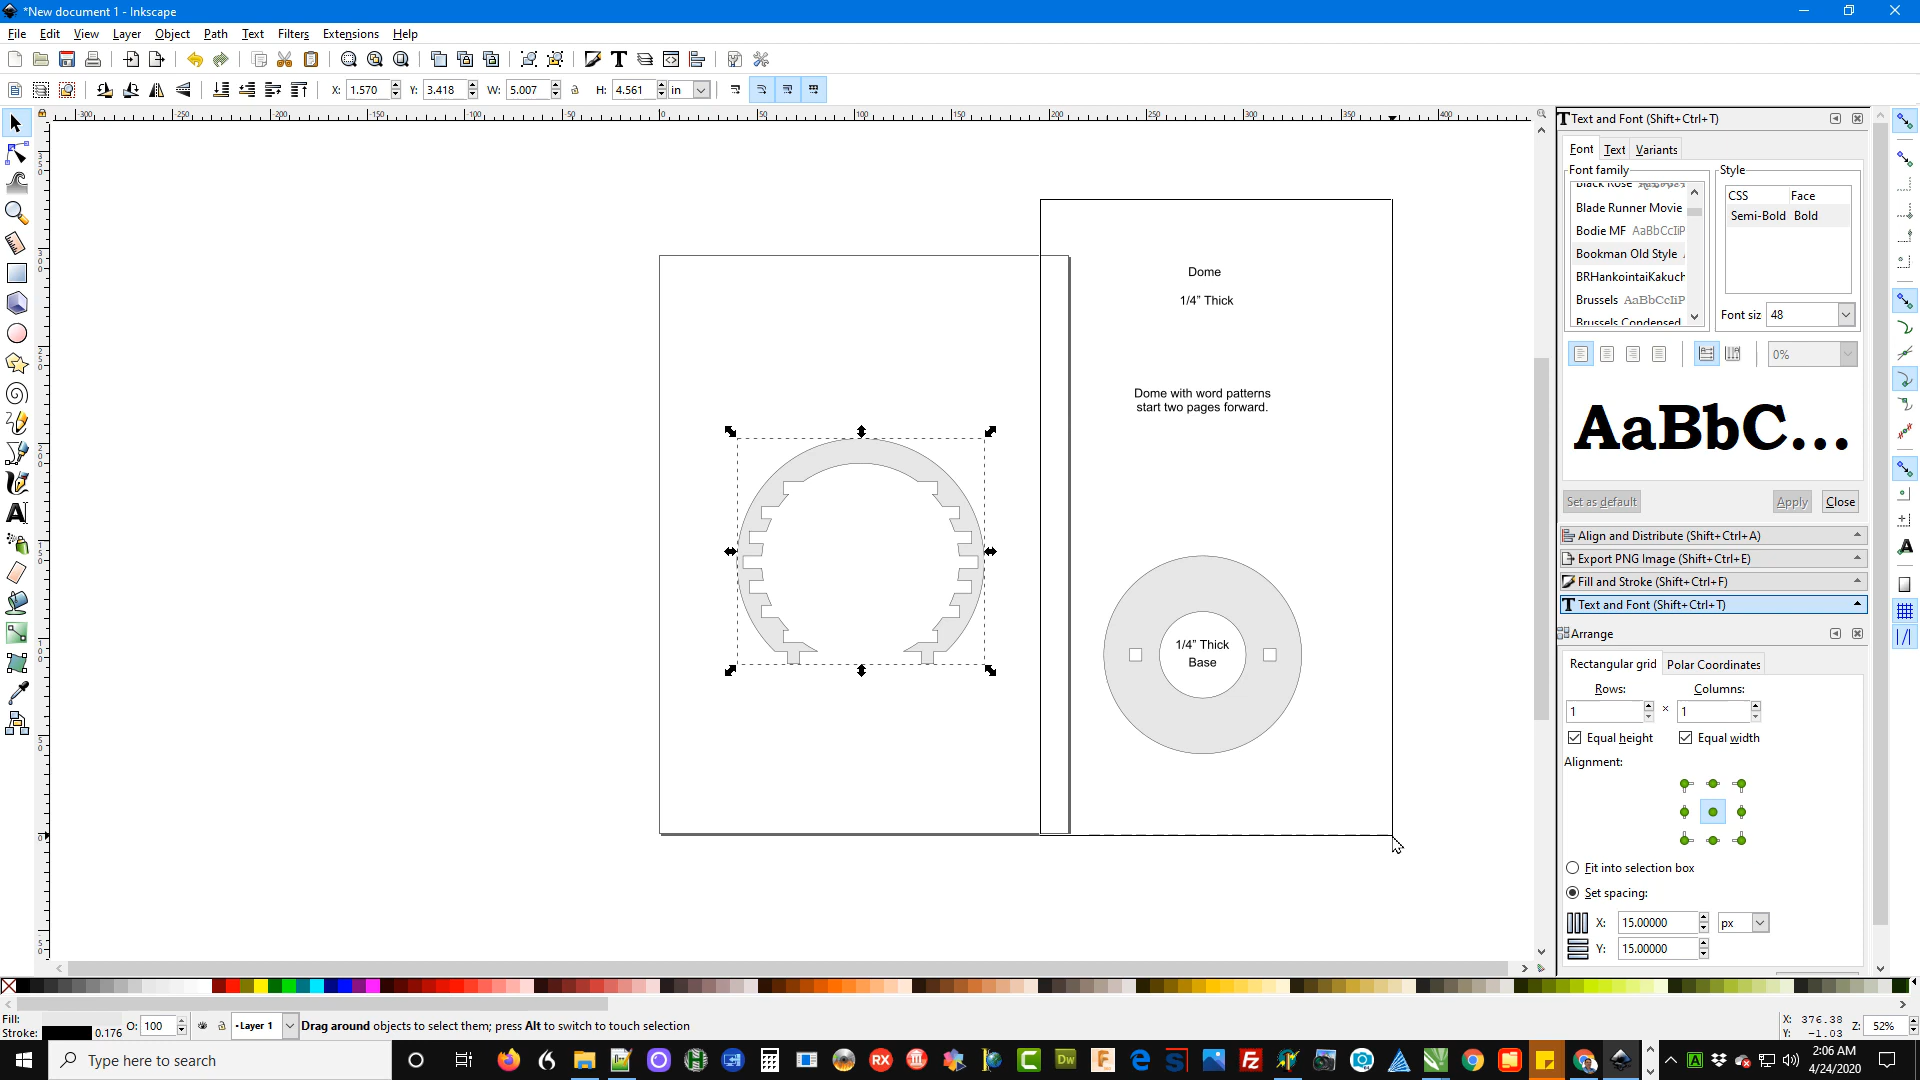 *New document 1 - Inkscape
File Edit View Layer Object Path Text Filters Extensions Help
X: 1.570 Y: 3.418 W: 5.007 H: 4.561 in
Text and Font (Shift+Ctrl+T)
Font Text Variants
Font family
Style
Black Rose
Blade Runner Movie
Bodie MF AaBbCcIiP
Bookman Old Style
BRHankointaiKakuch
Brussels AaBbCcIiP
Brussels Condensed
CSS Face
Semi-Bold Bold
Font siz 48
0%
AaBbC...
Set as default Apply Close
Align and Distribute (Shift+Ctrl+A)
Export PNG Image (Shift+Ctrl+E)
Fill and Stroke (Shift+Ctrl+F)
Text and Font (Shift+Ctrl+T)
Arrange
Rectangular grid Polar Coordinates
Rows: Columns:
1 × 1
Equal height Equal width
Alignment:
Fit into selection box
Set spacing:
X: 15.00000 px
Y: 15.00000
Dome
1/4” Thick
Dome with word patterns
start two pages forward.
1/4” Thick
Base
Fill:
Stroke: 0.176 O: 100 Layer 1 Drag around objects to select them; press Alt to switch to touch selection
X: 376.38
Y: -1.03
Z: 52%
Type here to search
2:06 AM
4/24/2020